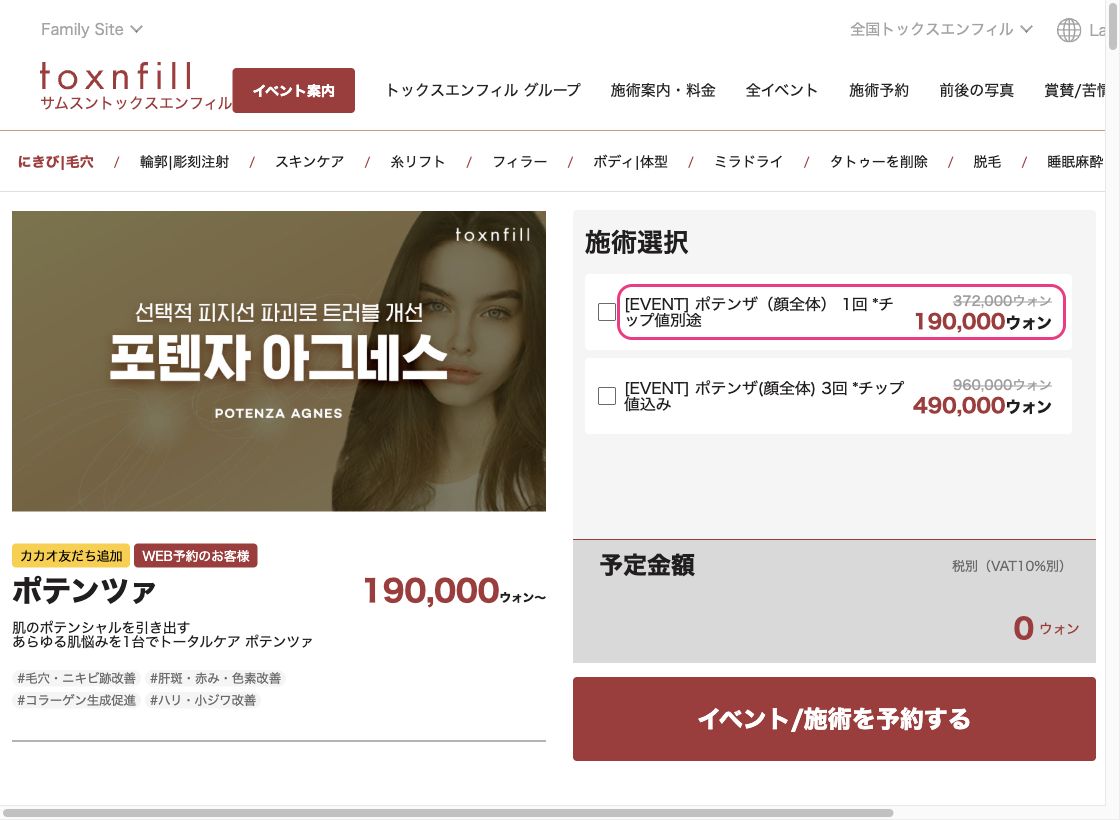 Family Site
全国トックスエンフィル
La
toxnfill
サムスントックスエンフィル
イベント案内
トックスエンフィル グループ
施術案内・料金
全イベント
施術予約
前後の写真
賞賛/苦情
にきび|毛穴 / 輪郭|彫刻注射 / スキンケア / 糸リフト / フィラー / ボディ|体型 / ミラドライ / タトゥーを削除 / 脱毛 / 睡眠麻酔
toxnfill
선택적 피지선 파괴로 트러블 개선
포텐자 아그네스
POTENZA AGNES
カカオ友だち追加
WEB予約のお客様
ポテンツァ
190,000ウォン~
肌のポテンシャルを引き出す
あらゆる肌悩みを1台でトータルケア ポテンツァ
#毛穴・ニキビ跡改善 #肝斑・赤み・色素改善
#コラーゲン生成促進 #ハリ・小ジワ改善
施術選択
[EVENT] ポテンザ（顔全体） 1回 *チ
ップ値別途
372,000ウォン
190,000ウォン
[EVENT] ポテンザ(顔全体) 3回 *チップ
値込み
960,000ウォン
490,000ウォン
予定金額
税別（VAT10%別）
0 ウォン
イベント/施術を予約する